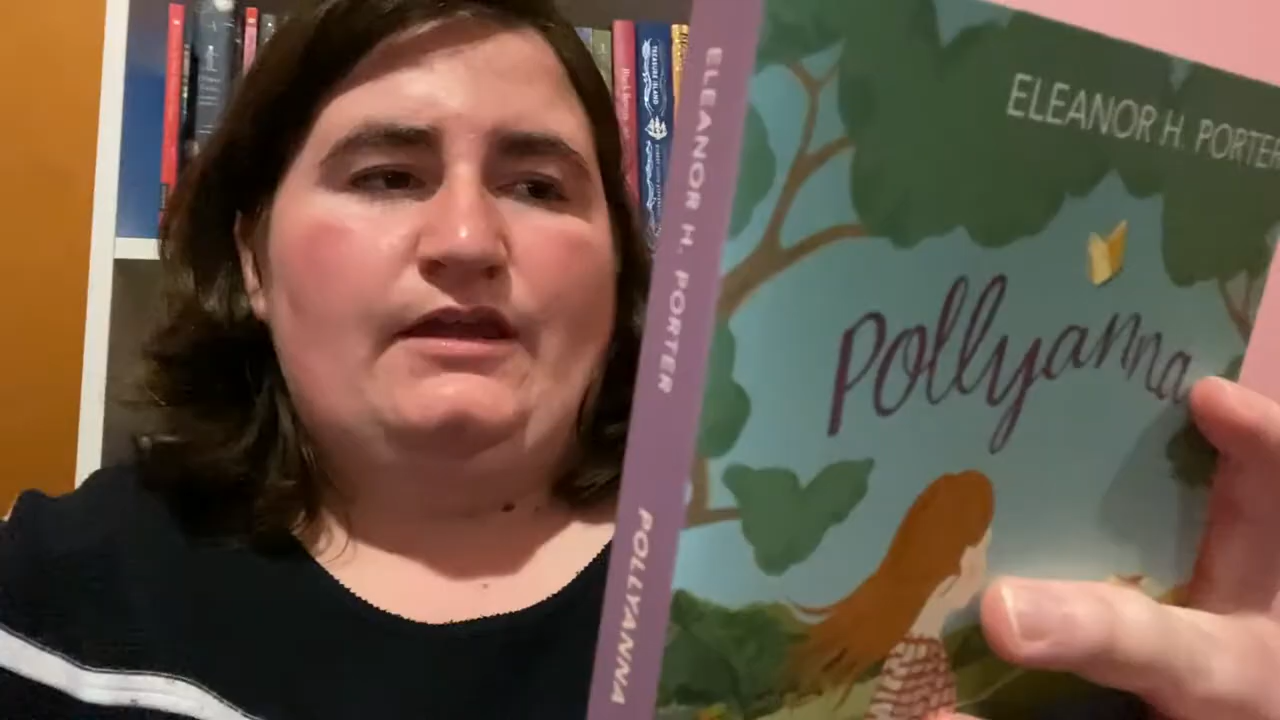 ELEANOR H. PORTER
POLLYANNA
ELEANOR H. PORTER
Pollyanna
TREASURE ISLAND